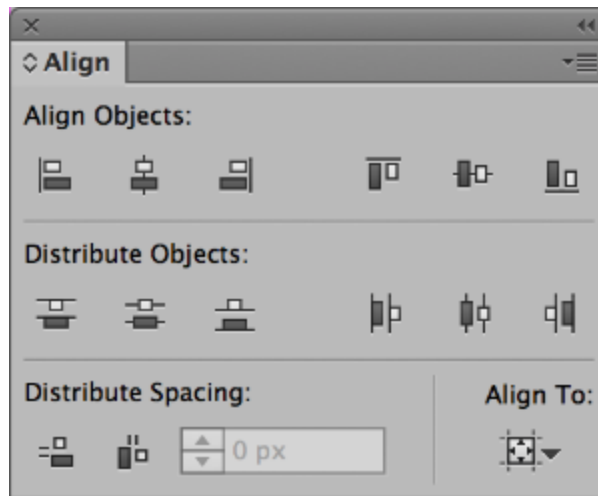 Align
Align Objects:
Distribute Objects:
Distribute Spacing:
Align To:
0 px